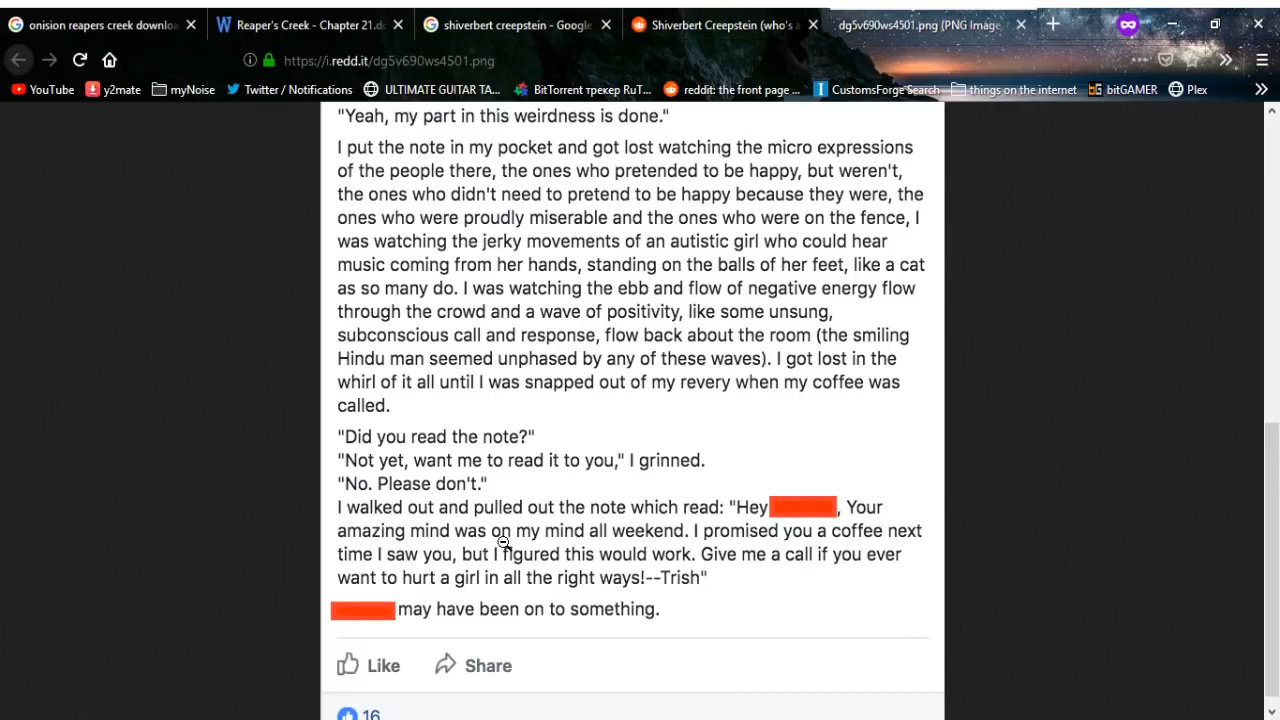 onision reapers creek downloa
Reaper's Creek - Chapter 21.do
shiverbert creepstein - Google
Shiverbert Creepstein (who's a
dg5v690ws4501.png (PNG Image,
https://i.redd.it/dg5v690ws4501.png
YouTube
y2mate
myNoise
Twitter / Notifications
ULTIMATE GUITAR TA...
BitTorrent трекер RuT...
reddit: the front page ...
CustomsForge Search
things on the internet
bitGAMER
Plex
"Yeah, my part in this weirdness is done."
I put the note in my pocket and got lost watching the micro expressions
of the people there, the ones who pretended to be happy, but weren't,
the ones who didn't need to pretend to be happy because they were, the
ones who were proudly miserable and the ones who were on the fence, I
was watching the jerky movements of an autistic girl who could hear
music coming from her hands, standing on the balls of her feet, like a cat
as so many do. I was watching the ebb and flow of negative energy flow
through the crowd and a wave of positivity, like some unsung,
subconscious call and response, flow back about the room (the smiling
Hindu man seemed unphased by any of these waves). I got lost in the
whirl of it all until I was snapped out of my revery when my coffee was
called.
"Did you read the note?"
"Not yet, want me to read it to you," I grinned.
"No. Please don't."
I walked out and pulled out the note which read: "Hey , Your
amazing mind was on my mind all weekend. I promised you a coffee next
time I saw you, but I figured this would work. Give me a call if you ever
want to hurt a girl in all the right ways!--Trish"
may have been on to something.
Like
Share
16